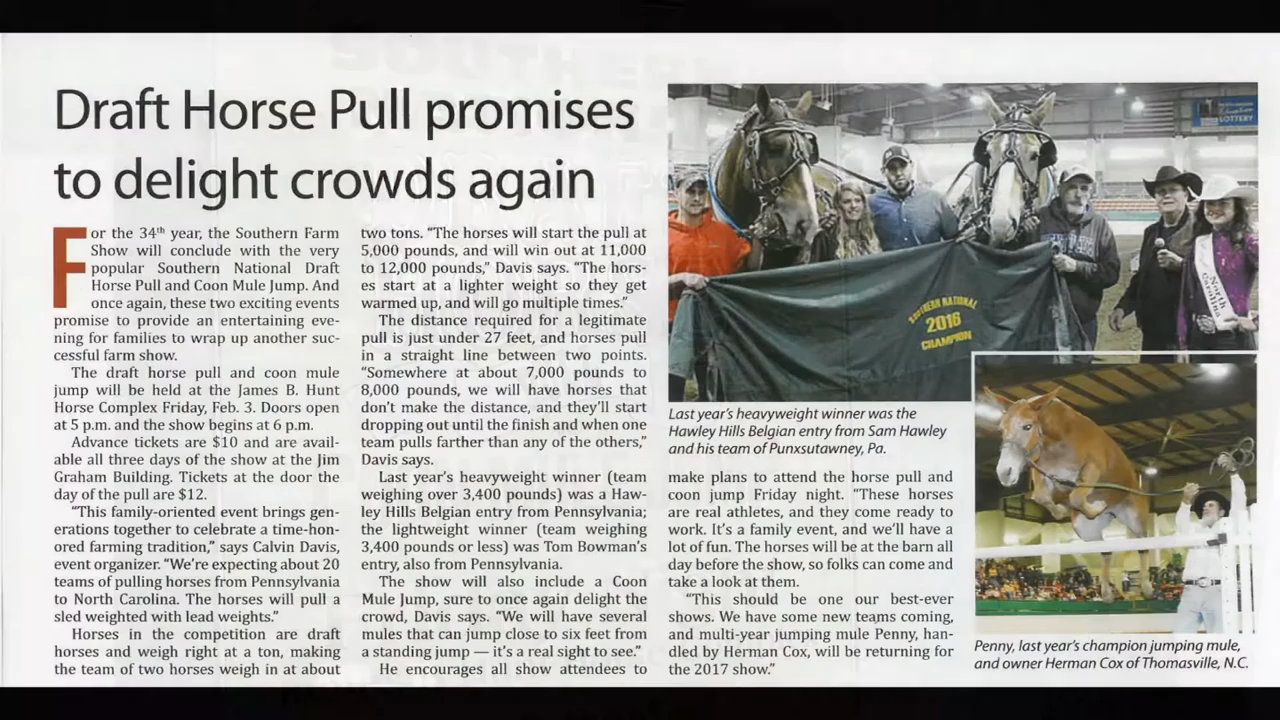 Draft Horse Pull promises
to delight crowds again
For the 34th year, the Southern Farm
Show will conclude with the very
popular Southern National Draft
Horse Pull and Coon Mule Jump. And
once again, these two exciting events
promise to provide an entertaining eve-
ning for families to wrap up another suc-
cessful farm show.
The draft horse pull and coon mule
jump will be held at the James B. Hunt
Horse Complex Friday, Feb. 3. Doors open
at 5 p.m. and the show begins at 6 p.m.
Advance tickets are $10 and are avail-
able all three days of the show at the Jim
Graham Building. Tickets at the door the
day of the pull are $12.
“This family-oriented event brings gen-
erations together to celebrate a time-hon-
ored farming tradition,” says Calvin Davis,
event organizer. “We’re expecting about 20
teams of pulling horses from Pennsylvania
to North Carolina. The horses will pull a
sled weighted with lead weights.”
Horses in the competition are draft
horses and weigh right at a ton, making
the team of two horses weigh in at about
two tons. “The horses will start the pull at
5,000 pounds, and will win out at 11,000
to 12,000 pounds,” Davis says. “The hors-
es start at a lighter weight so they get
warmed up, and will go multiple times.”
The distance required for a legitimate
pull is just under 27 feet, and horses pull
in a straight line between two points.
“Somewhere at about 7,000 pounds to
8,000 pounds, we will have horses that
don’t make the distance, and they’ll start
dropping out until the finish and when one
team pulls farther than any of the others,”
Davis says.
Last year’s heavyweight winner (team
weighing over 3,400 pounds) was a Haw-
ley Hills Belgian entry from Pennsylvania;
the lightweight winner (team weighing
3,400 pounds or less) was Tom Bowman’s
entry, also from Pennsylvania.
The show will also include a Coon
Mule Jump, sure to once again delight the
crowd, Davis says. “We will have several
mules that can jump close to six feet from
a standing jump — it’s a real sight to see.”
He encourages all show attendees to
make plans to attend the horse pull and
coon jump Friday night. “These horses
are real athletes, and they come ready to
work. It’s a family event, and we’ll have a
lot of fun. The horses will be at the barn all
day before the show, so folks can come and
take a look at them.
“This should be one our best-ever
shows. We have some new teams coming,
and multi-year jumping mule Penny, han-
dled by Herman Cox, will be returning for
the 2017 show.”
LOTTERY
SOUTHERN NATIONAL
2016
CHAMPION
North
Carolina
Last year’s heavyweight winner was the
Hawley Hills Belgian entry from Sam Hawley
and his team of Punxsutawney, Pa.
Penny, last year’s champion jumping mule,
and owner Herman Cox of Thomasville, N.C.